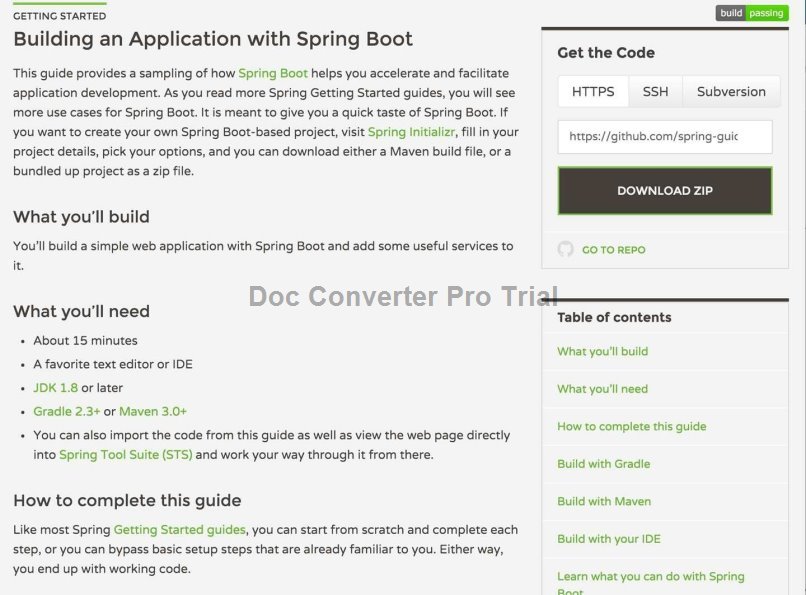 GETTING STARTED
Building an Application with Spring Boot
This guide provides a sampling of how Spring Boot helps you accelerate and facilitate
application development. As you read more Spring Getting Started guides, you will see
more use cases for Spring Boot. It is meant to give you a quick taste of Spring Boot. If
you want to create your own Spring Boot-based project, visit Spring Initializr, fill in your
project details, pick your options, and you can download either a Maven build file, or a
bundled up project as a zip file.
What you'll build
You'll build a simple web application with Spring Boot and add some useful services to
it.
What you'll need
• About 15 minutes
• A favorite text editor or IDE
• JDK 1.8 or later
• Gradle 2.3+ or Maven 3.0+
• You can also import the code from this guide as well as view the web page directly
into Spring Tool Suite (STS) and work your way through it from there.
How to complete this guide
Like most Spring Getting Started guides, you can start from scratch and complete each
step, or you can bypass basic setup steps that are already familiar to you. Either way,
you end up with working code.
build passing
Get the Code
HTTPS SSH Subversion
https://github.com/spring-guic
DOWNLOAD ZIP
GO TO REPO
Doc Converter Pro Trial
Table of contents
What you'll build
What you'll need
How to complete this guide
Build with Gradle
Build with Maven
Build with your IDE
Learn what you can do with Spring
Boot